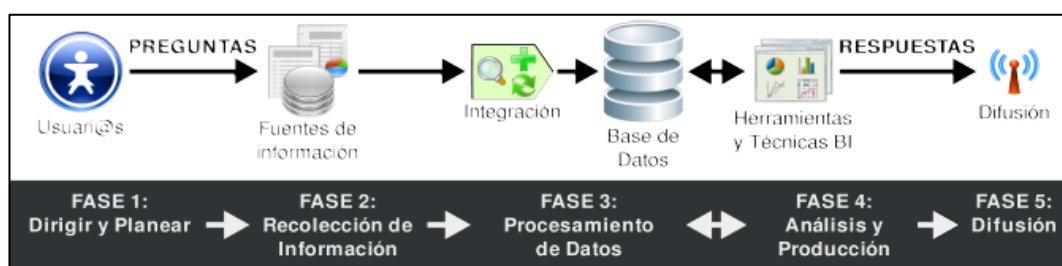 PREGUNTAS
RESPUESTAS
Usuari@s
Fuentes de
información
Integración
Base de
Datos
Herramientas
y Técnicas BI
Difusión
FASE 1:
Dirigir y Planear
FASE 2:
Recolección de
Información
FASE 3:
Procesamiento
de Datos
FASE 4:
Análisis y
Producción
FASE 5:
Difusión